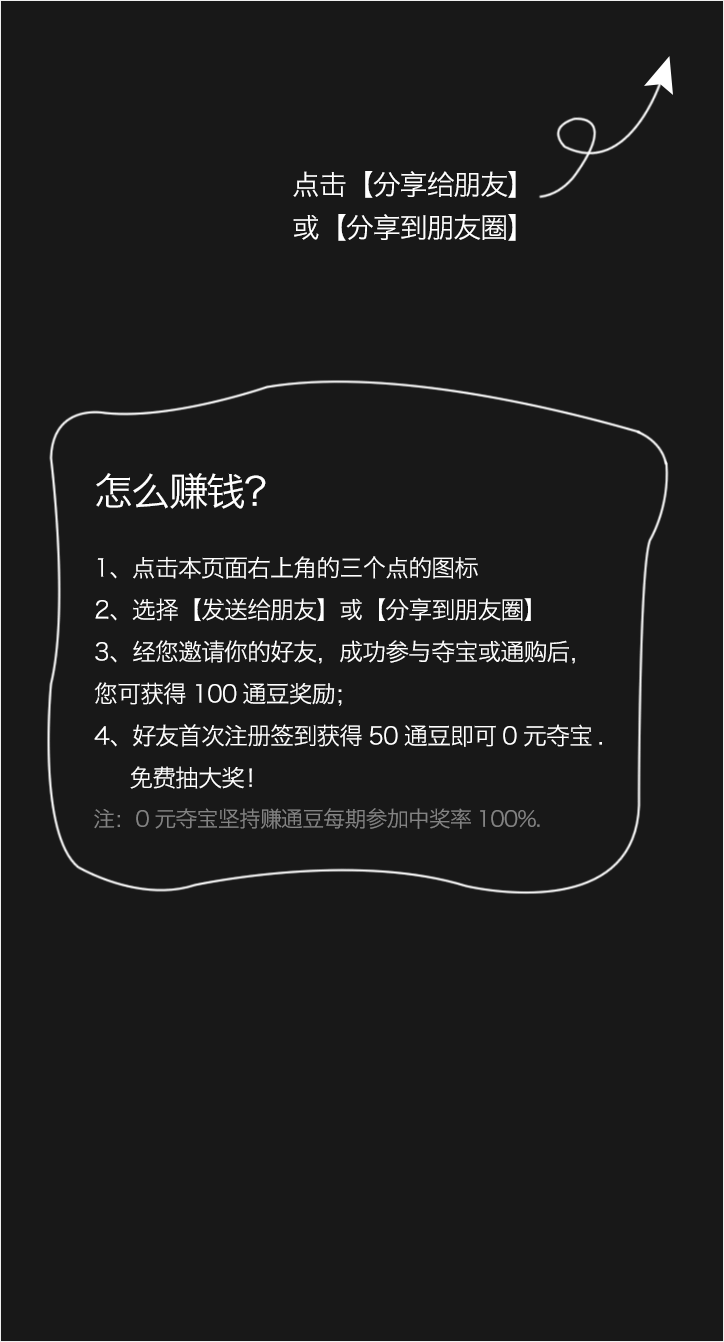 点击【分享给朋友】
或【分享到朋友圈】
怎么赚钱?
1、点击本页面右上角的三个点的图标
2、选择【发送给朋友】或【分享到朋友圈】
3、经您邀请你的好友，成功参与夺宝或通购后，
您可获得 100 通豆奖励；
4、好友首次注册签到获得 50 通豆即可 0 元夺宝 .
免费抽大奖！
注：0 元夺宝坚持赚通豆每期参加中奖率 100%.